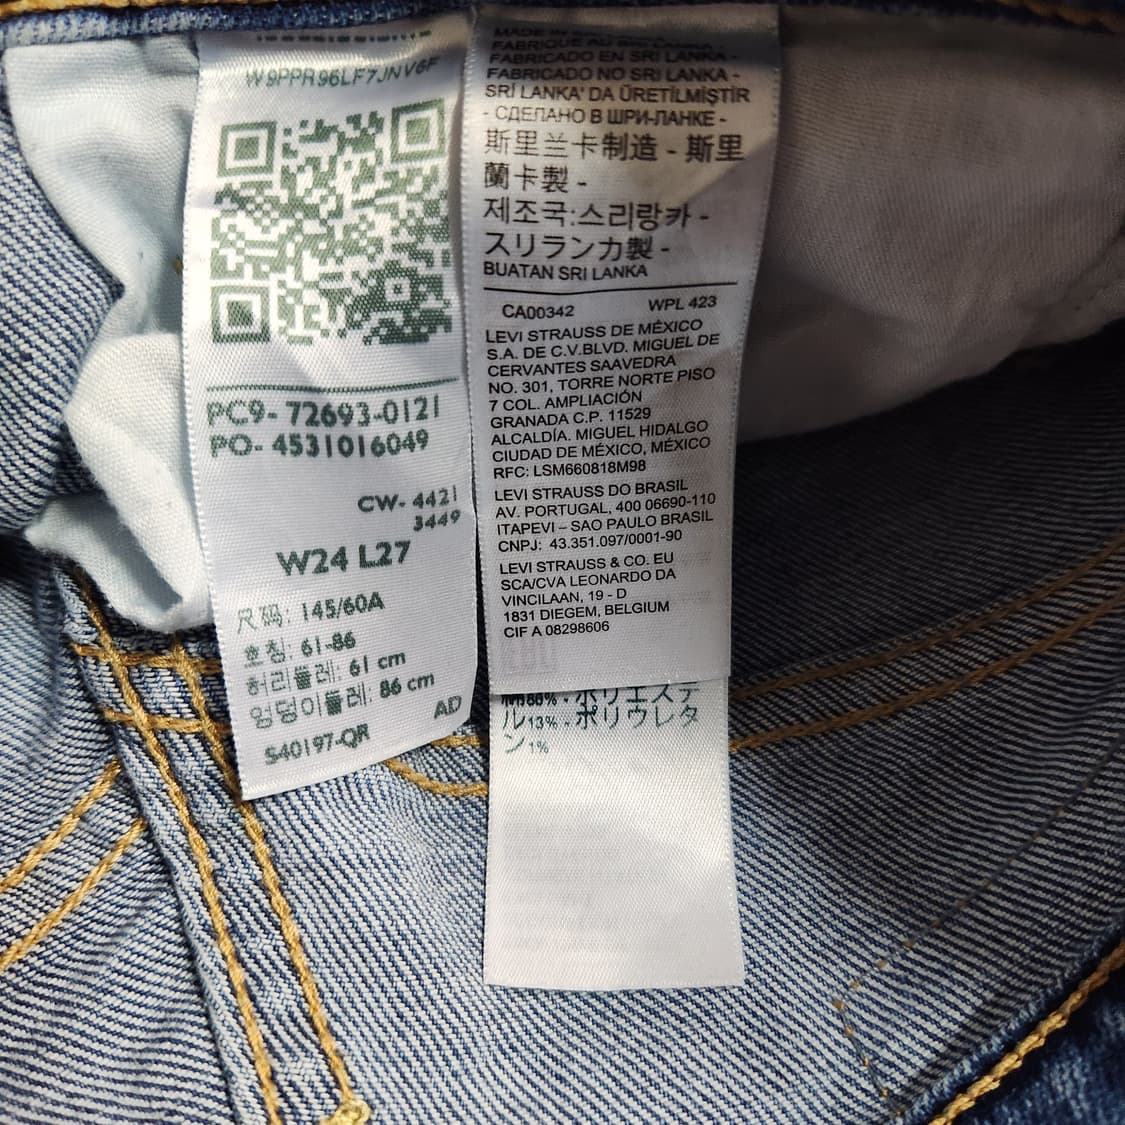 W9PPR96LF7JNV6F
PC9- 72693-0121
PO- 4531016049
CW- 4421
3449
W24 L27
尺码: 145/60A
호칭: 61-86
허리둘레: 61 cm
엉덩이둘레: 86 cm
AD
S40197-QR
MADE IN
FABRIQUÉ AU SRI LANKA -
FABRICADO EN SRI LANKA -
FABRICADO NO SRI LANKA -
SRİ LANKA' DA ÜRETİLMİŞTİR
- СДЕЛАНО В ШРИ-ЛАНКЕ -
斯里兰卡制造 - 斯里
蘭卡製 -
제조국:스리랑카 -
スリランカ製 -
BUATAN SRI LANKA
CA00342 WPL 423
LEVI STRAUSS DE MÉXICO
S.A. DE C.V.BLVD. MIGUEL DE
CERVANTES SAAVEDRA
NO. 301, TORRE NORTE PISO
7 COL. AMPLIACIÓN
GRANADA C.P. 11529
ALCALDÍA. MIGUEL HIDALGO
CIUDAD DE MÉXICO, MÉXICO
RFC: LSM660818M98
LEVI STRAUSS DO BRASIL
AV. PORTUGAL, 400 06690-110
ITAPEVI – SAO PAULO BRASIL
CNPJ: 43.351.097/0001-90
LEVI STRAUSS & CO. EU
SCA/CVA LEONARDO DA
VINCILAAN, 19 - D
1831 DIEGEM, BELGIUM
CIF A 08298606
綿86% - ポリエステ
ル13% - ポリウレタ
ン1%